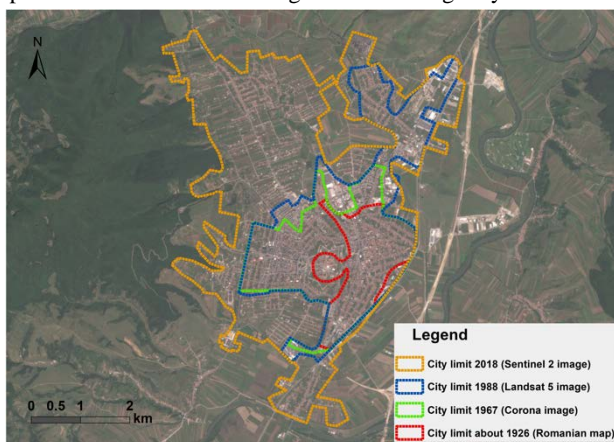 N
Legend
City limit 2018 (Sentinel 2 image)
City limit 1988 (Landsat 5 image)
City limit 1967 (Corona image)
City limit about 1926 (Romanian map)
0 0.5 1 2
km